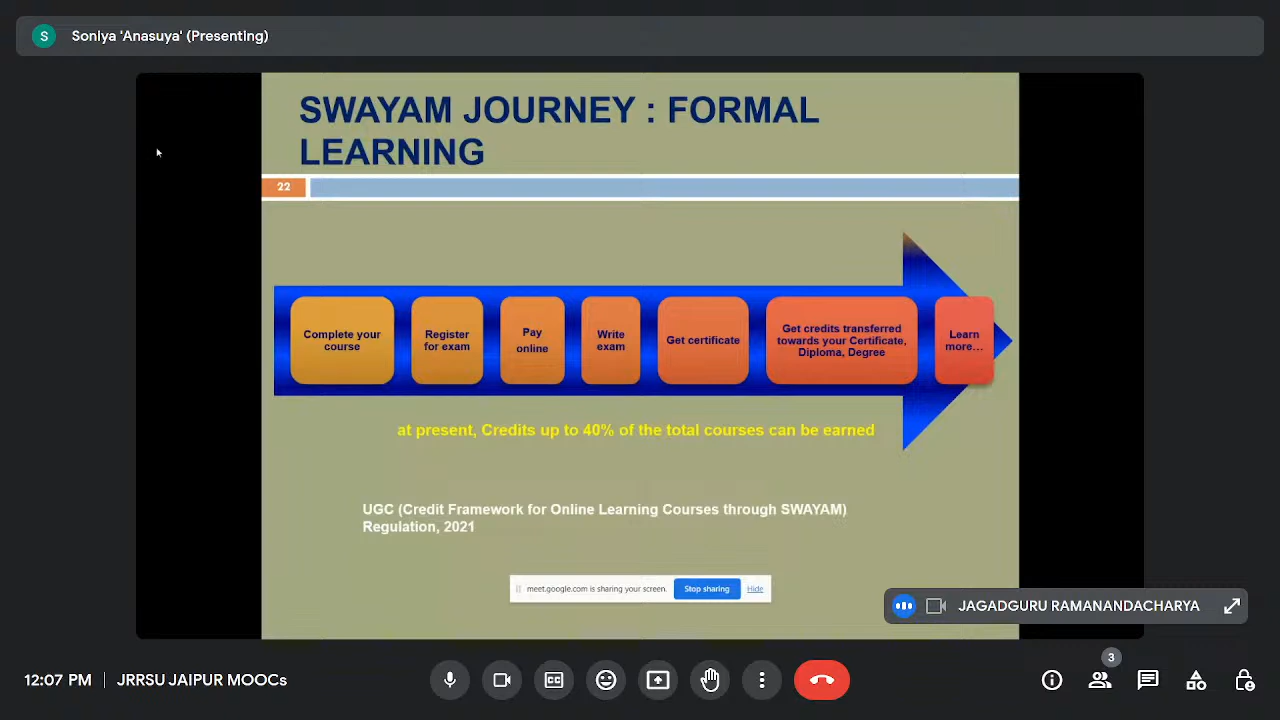 S Soniya 'Anasuya' (Presenting)
SWAYAM JOURNEY : FORMAL
LEARNING
22
Complete your
course
Register
for exam
Pay
online
Write
exam
Get certificate
Get credits transferred
towards your Certificate,
Diploma, Degree
Learn
more...
at present, Credits up to 40% of the total courses can be earned
UGC (Credit Framework for Online Learning Courses through SWAYAM)
Regulation, 2021
meet.google.com is sharing your screen. Stop sharing Hide
JAGADGURU RAMANANDACHARYA
3
12:07 PM | JRRSU JAIPUR MOOCs